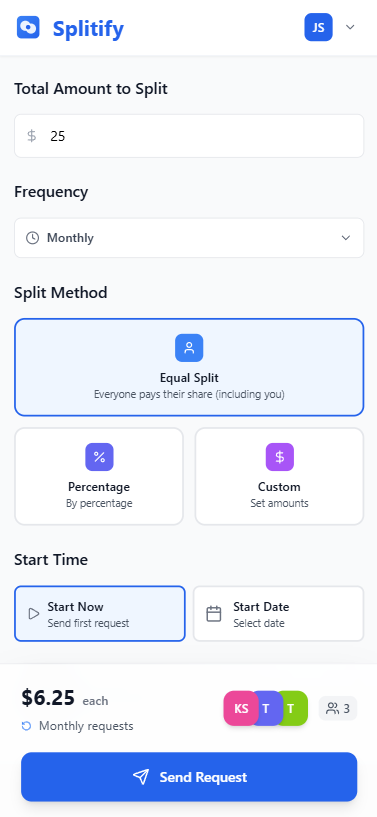 Splitify
JS
Total Amount to Split
$ 25
Frequency
Monthly
Split Method
Equal Split
Everyone pays their share (including you)
Percentage
By percentage
Custom
Set amounts
Start Time
Start Now
Send first request
Start Date
Select date
$6.25 each
KS T T 3
Monthly requests
Send Request